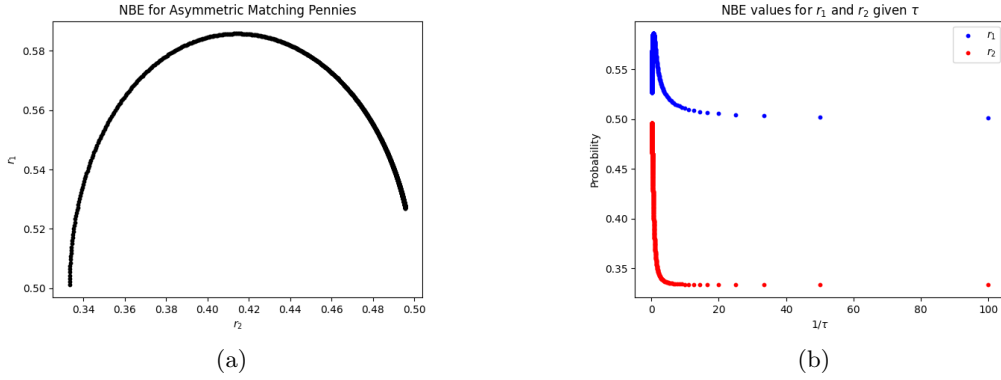 NBE for Asymmetric Matching Pennies
r₁
0.58
0.56
0.54
0.52
0.50
0.34 0.36 0.38 0.40 0.42 0.44 0.46 0.48 0.50
r₂
(a)
NBE values for r₁ and r₂ given τ
r₁
r₂
Probability
0.55
0.50
0.45
0.40
0.35
0 20 40 60 80 100
1/τ
(b)